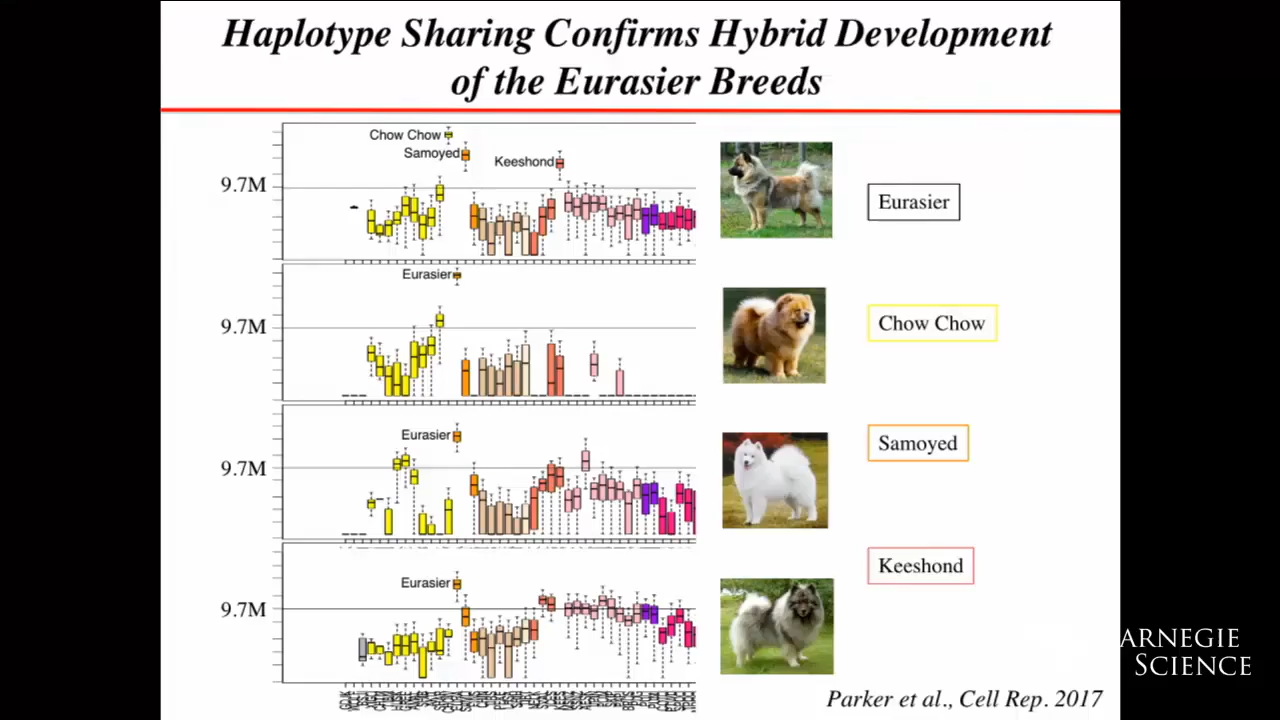 Haplotype Sharing Confirms Hybrid Development
of the Eurasier Breeds
Chow Chow
Samoyed
Keeshond
9.7M
Eurasier
Eurasier
9.7M
Chow Chow
Eurasier
9.7M
Samoyed
Eurasier
9.7M
Keeshond
ARNEGIE
SCIENCE
Parker et al., Cell Rep. 2017